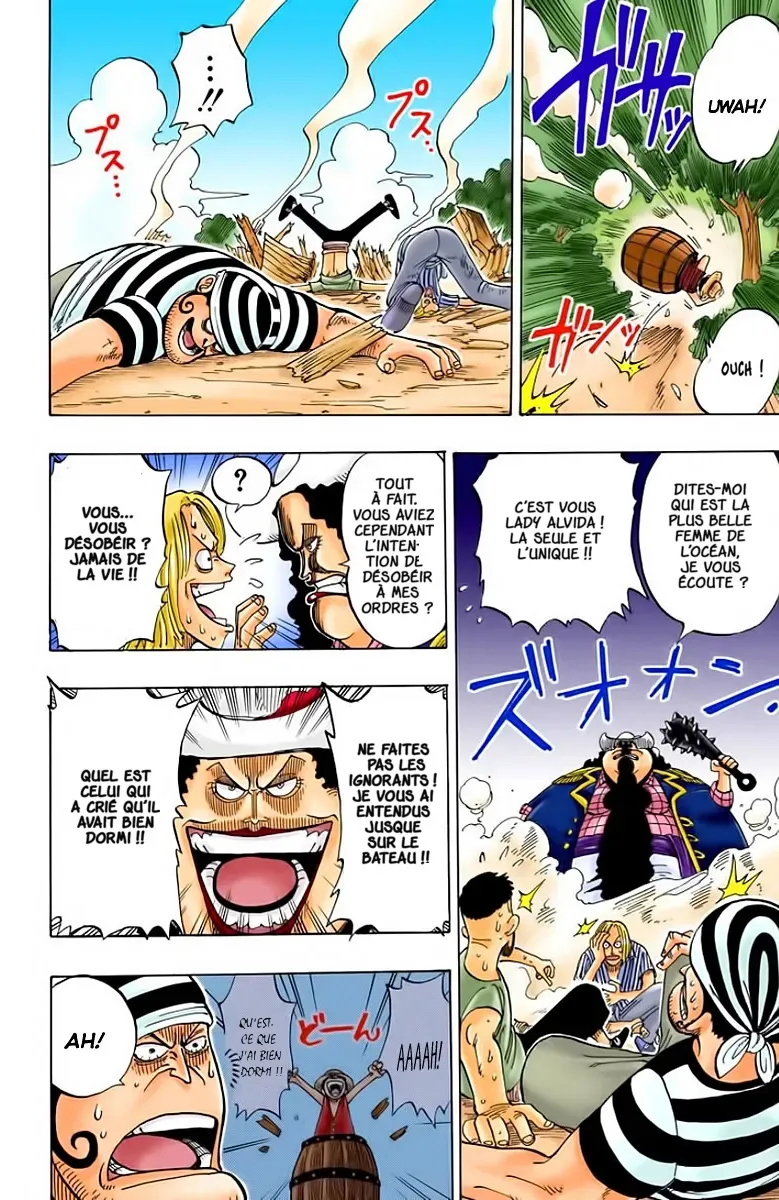 UWAH!
ガサッ
ガーンッ
OUCH !
…!!
プス…
プス…
DITES-MOI
QUI EST LA
PLUS BELLE
FEMME DE
L'OCÉAN,
JE VOUS
ÉCOUTE ?
C'EST VOUS
LADY ALVIDA !
LA SEULE ET
L'UNIQUE !!
ズオオオン
TOUT
À FAIT.
VOUS AVIEZ
CEPENDANT
L'INTEN-
TION DE
DÉSOBÉIR
À MES
ORDRES ?
?
VOUS...
VOUS
DÉSOBÉIR ?
JAMAIS DE
LA VIE !!
NE FAITES
PAS LES
IGNORANTS !
JE VOUS AI
ENTENDUS
JUSQUE
SUR LE
BATEAU !!
QUEL EST
CELUI QUI
A CRIÉ QU'IL
AVAIT BIEN
DORMI !!
AAAAH!
どーん
QU'EST-
CE QUE
J'AI BIEN
DORMI !!
AH!